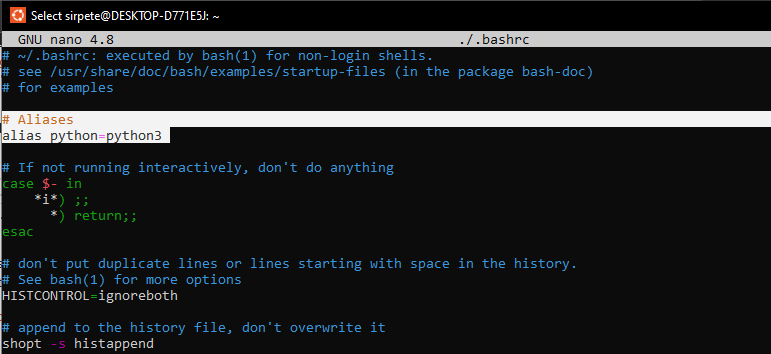 Select sirpete@DESKTOP-D771E5J: ~
GNU nano 4.8 ./.bashrc
# ~/.bashrc: executed by bash(1) for non-login shells.
# see /usr/share/doc/bash/examples/startup-files (in the package bash-doc)
# for examples
# Aliases
alias python=python3
# If not running interactively, don't do anything
case $- in
*i*) ;;
*) return;;
esac
# don't put duplicate lines or lines starting with space in the history.
# See bash(1) for more options
HISTCONTROL=ignoreboth
# append to the history file, don't overwrite it
shopt -s histappend